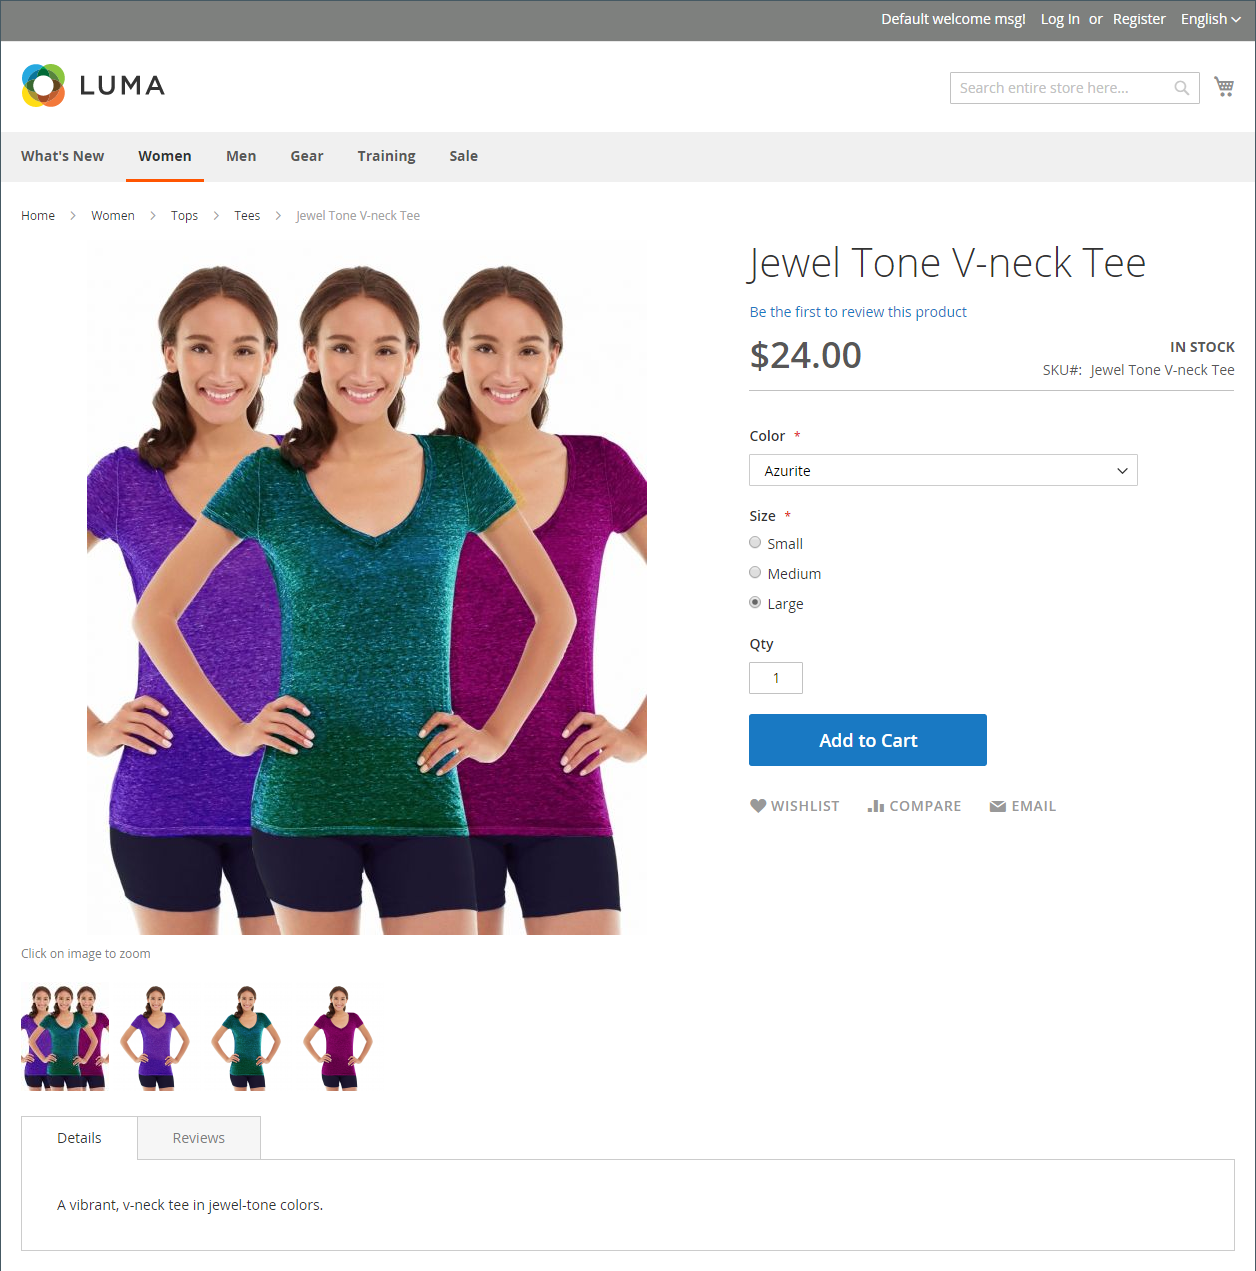 Default welcome msg! Log In or Register English
LUMA
Search entire store here...
What's New Women Men Gear Training Sale
Home Women Tops Tees Jewel Tone V-neck Tee
Jewel Tone V-neck Tee
Be the first to review this product
$24.00
IN STOCK
SKU#: Jewel Tone V-neck Tee
Color *
Azurite
Size *
Small
Medium
Large
Qty
1
Add to Cart
WISHLIST COMPARE EMAIL
Click on image to zoom
Details Reviews
A vibrant, v-neck tee in jewel-tone colors.